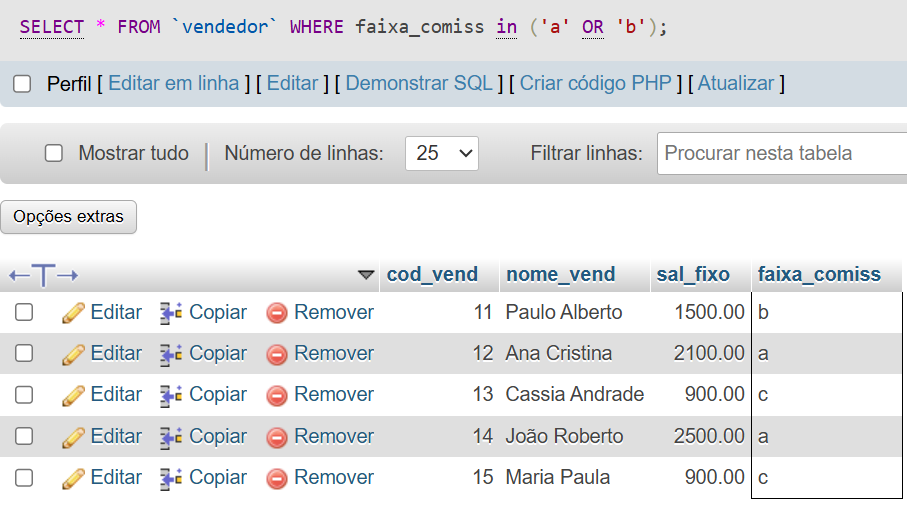 SELECT * FROM `vendedor` WHERE faixa_comiss in ('a' OR 'b');
Perfil [ Editar em linha ] [ Editar ] [ Demonstrar SQL ] [ Criar código PHP ] [ Atualizar ]
Mostrar tudo | Número de linhas: 25 Filtrar linhas: Procurar nesta tabela
Opções extras
←T→ cod_vend nome_vend sal_fixo faixa_comiss
Editar Copiar Remover 11 Paulo Alberto 1500.00 b
Editar Copiar Remover 12 Ana Cristina 2100.00 a
Editar Copiar Remover 13 Cassia Andrade 900.00 c
Editar Copiar Remover 14 João Roberto 2500.00 a
Editar Copiar Remover 15 Maria Paula 900.00 c